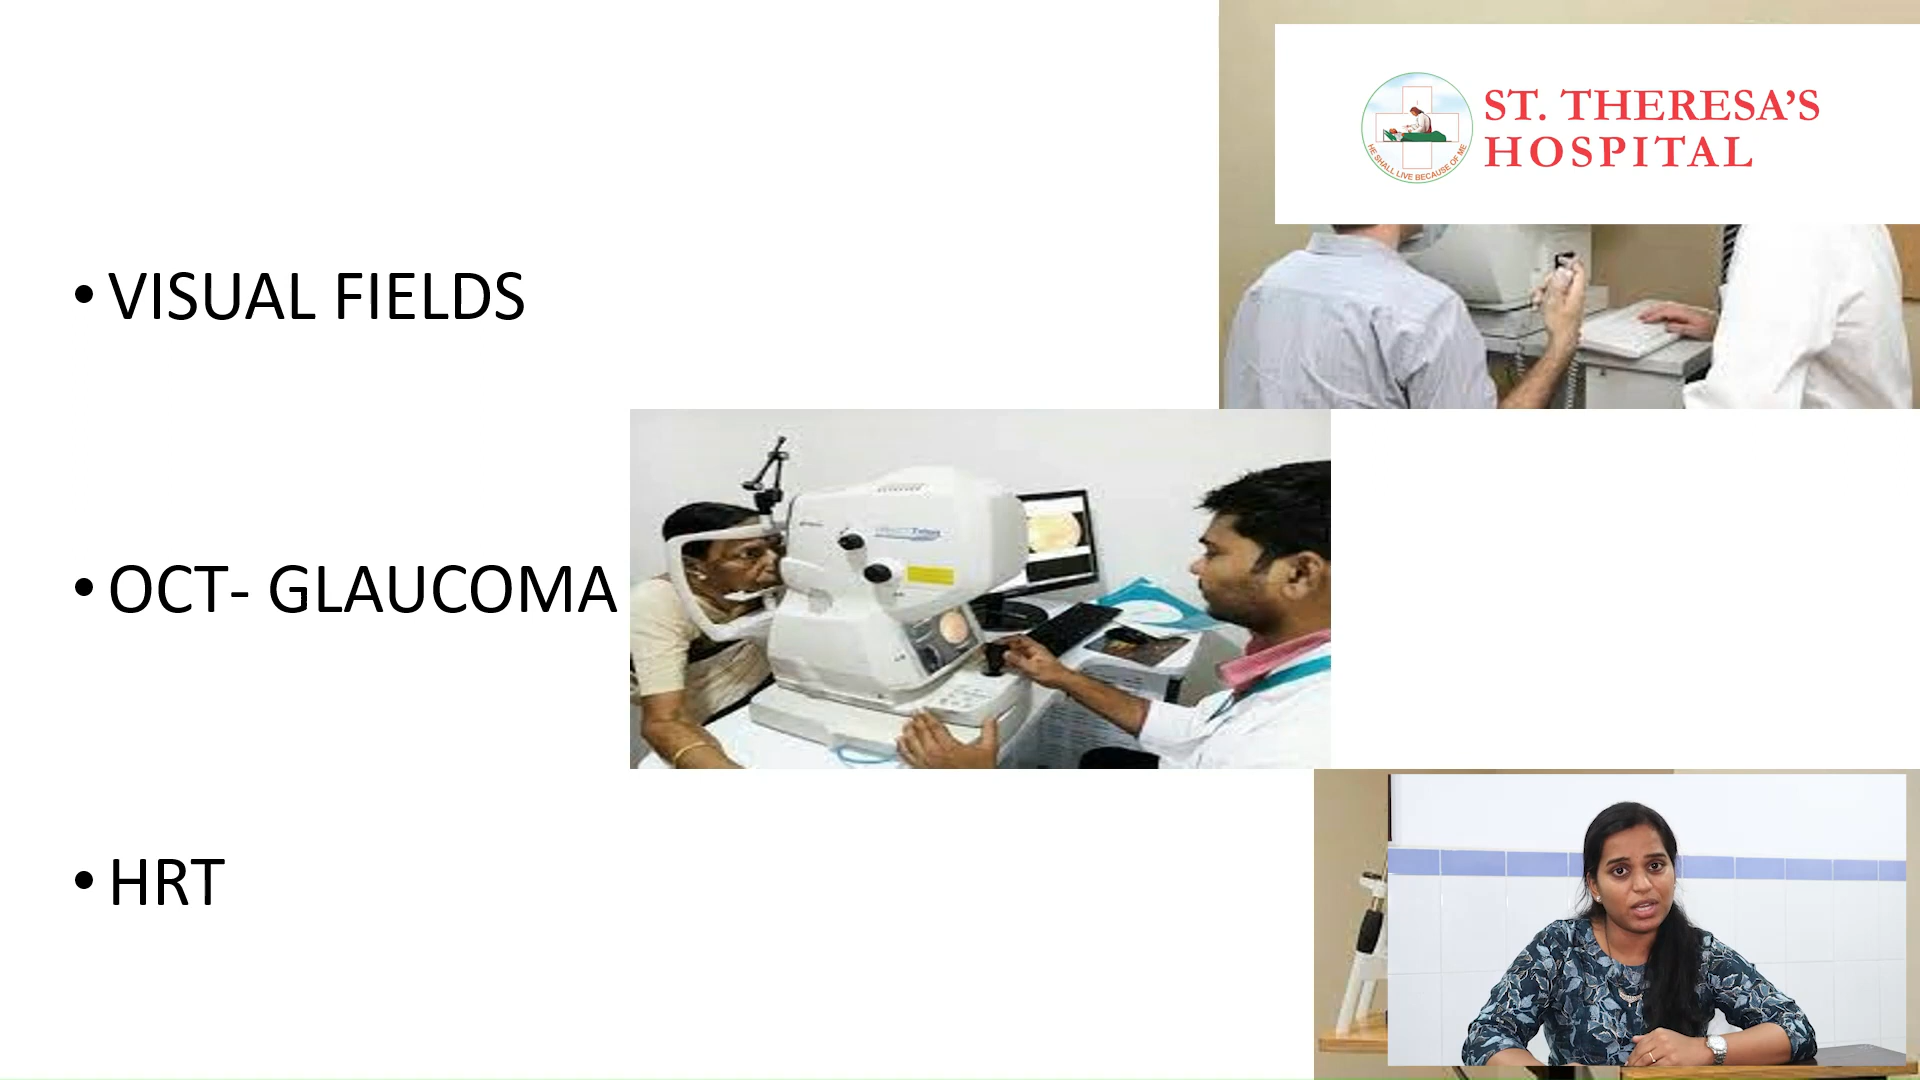 ST. THERESA'S
HOSPITAL
HE SHALL LIVE BECAUSE OF ME
• VISUAL FIELDS
• OCT- GLAUCOMA
• HRT